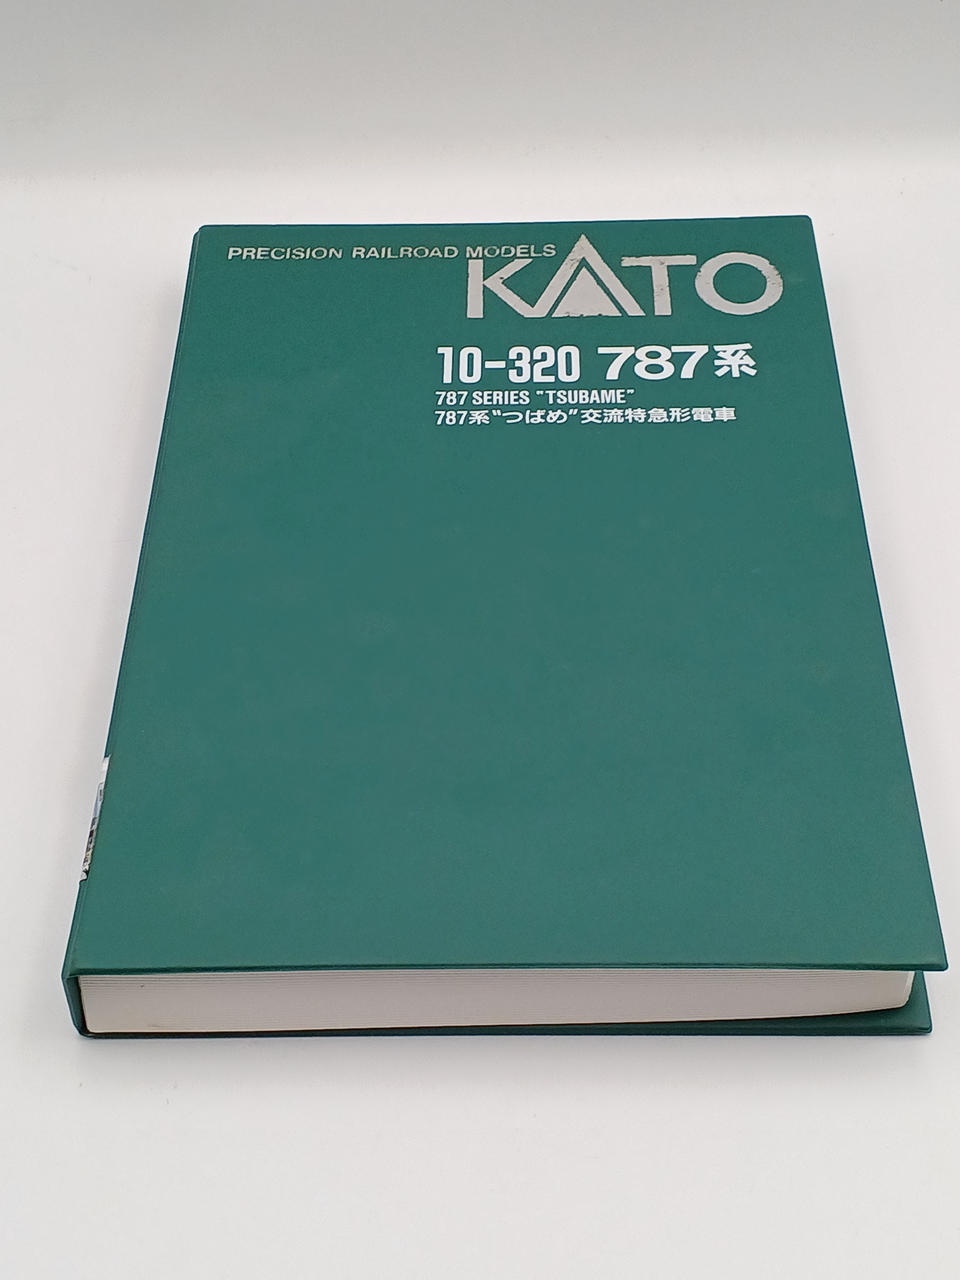 PRECISION RAILROAD MODELS
KATO
10-320 787系
787 SERIES "TSUBAME"
787系"つばめ"交流特急形電車